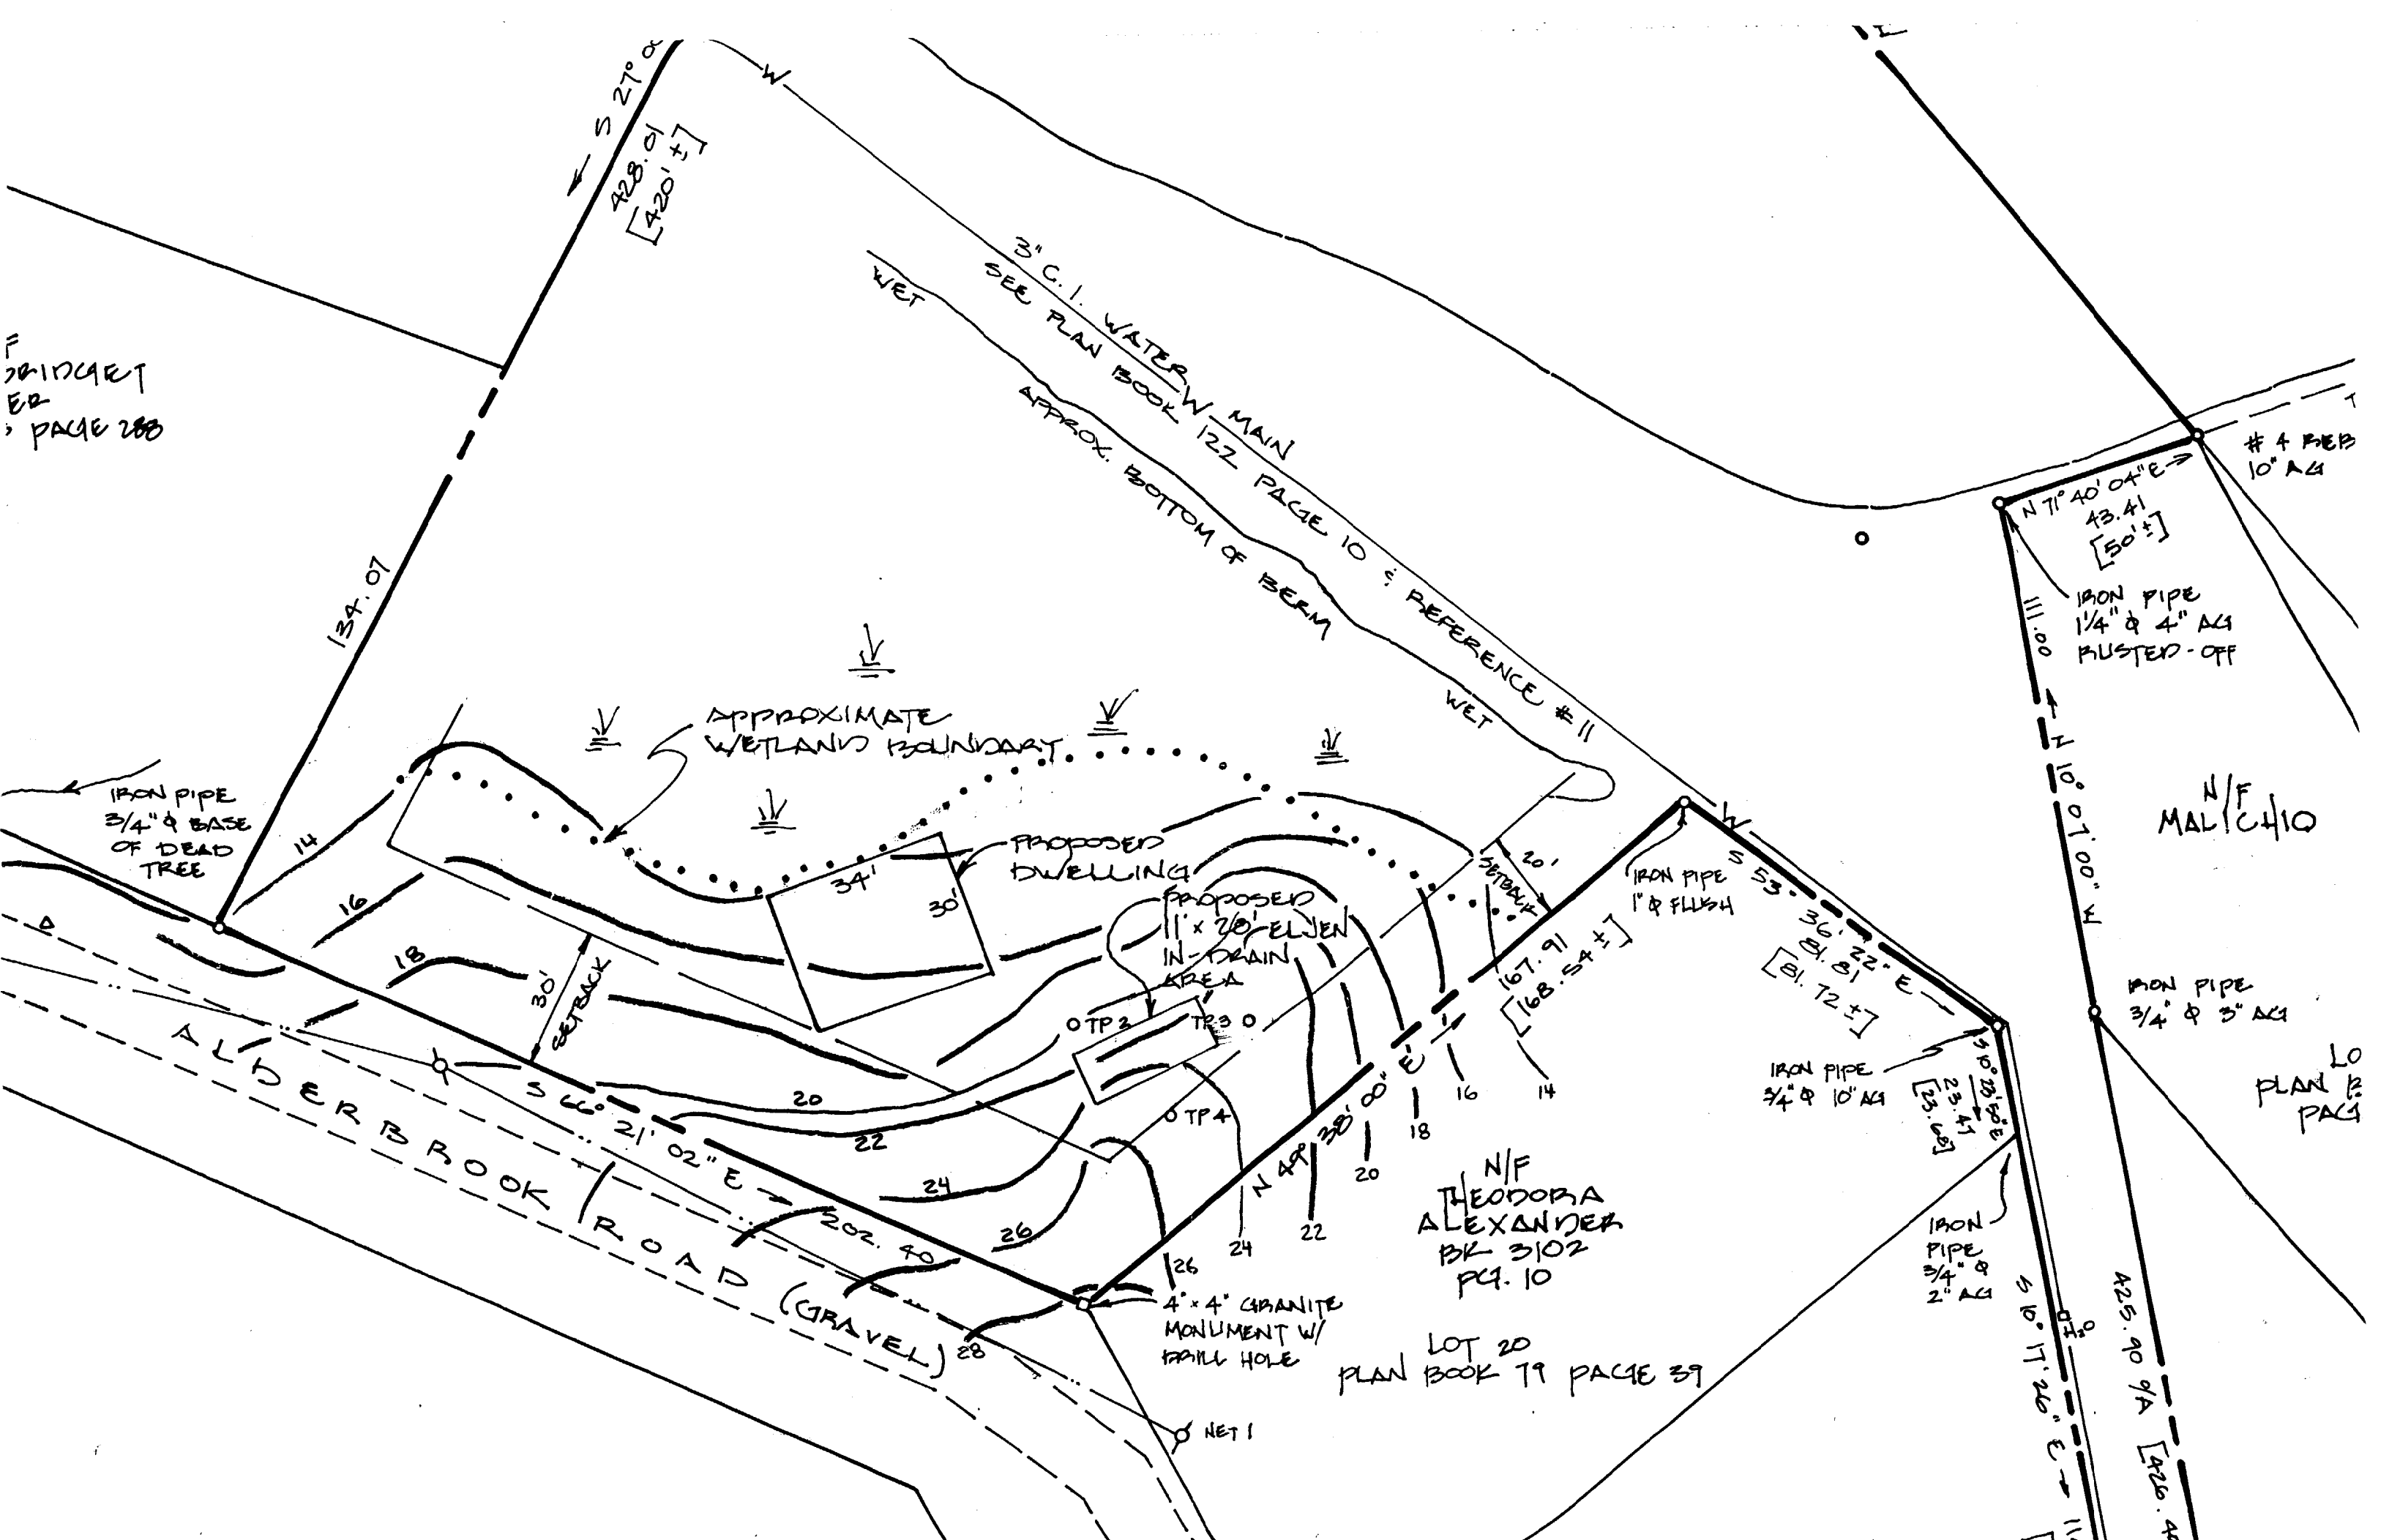 S 27° 0
428.01
[420' ±]
W
3" C. I. WATER W MAIN
SEE PLAN BOOK 122 PAGE 10 & REFERENCE #11
WET
APPROX. BOTTOM OF BERM
WET
PAGE 288
134.07
# 4 REB
10" AG
N 71° 40' 04" E
43.41
[50' ±]
IRON PIPE
1 1/4" Φ 4" AG
RUSTED-OFF
111.00
N 10° 07' 00" W
N/F
MALICHIO
APPROXIMATE
WETLAND BOUNDARY
IRON PIPE
3/4" Φ BASE
OF DEAD
TREE
14
16
18
PROPOSED
DWELLING
34'
30'
PROPOSED
11' x 28' ELJEN
IN-DRAIN
AREA
20'
SETBACK
IRON PIPE
1" Φ FLUSH
W
S 53° 36' 22" E
81.81
[81.72 ±]
167.91
[168.54 ±]
30'
SETBACK
TP 2
TP 3
TP 4
IRON PIPE
3/4" Φ 3" AG
IRON PIPE
3/4" Φ 10" AG
23.47
[23.68]
LO
PLAN B
PAG
S 66° 21' 02" E
202.40
20
22
24
26
28
N 49° 38' 00" E
14
16
18
20
22
24
26
ALDERBROOK ROAD (GRAVEL)
N/F
THEODORA
ALEXANDER
BK 3102
PG. 10
LOT 20
PLAN BOOK 79 PAGE 39
4" x 4" GRANITE
MONUMENT W/
DRILL HOLE
NET 1
IRON
PIPE
3/4" Φ
2" AG
S 10° 17' 26" E
H2O
425.90 %A
[426.4